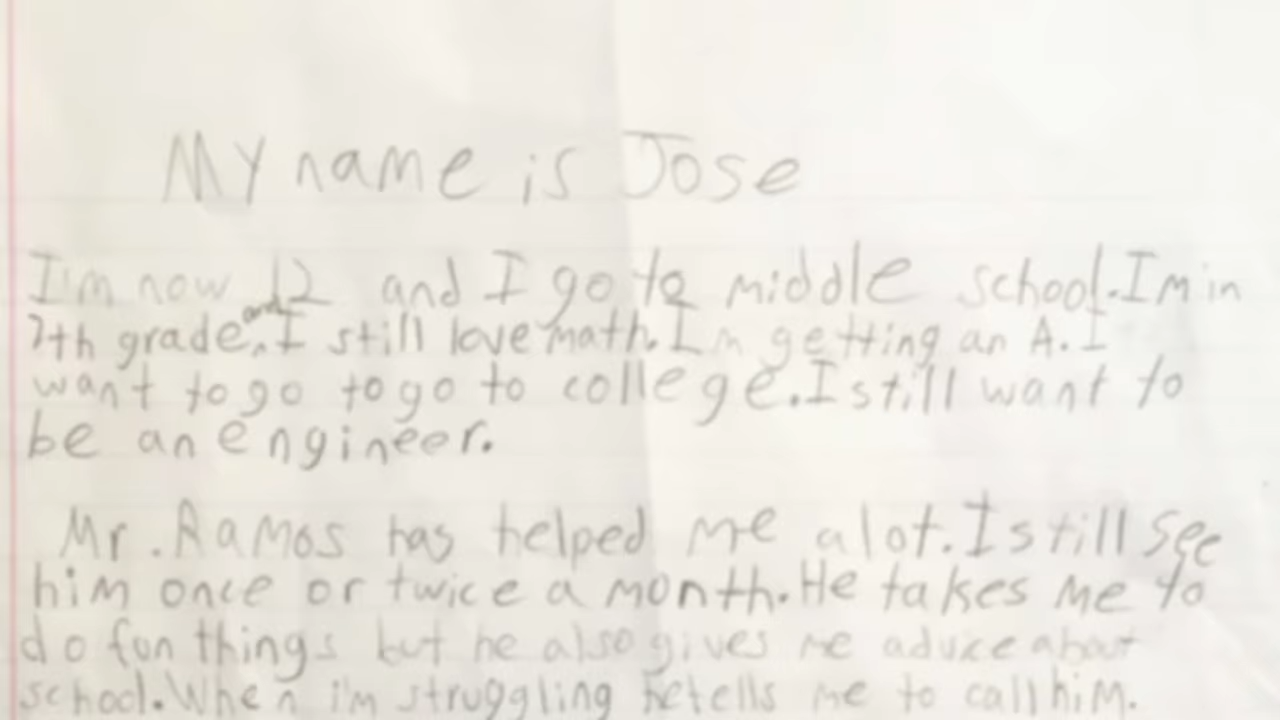 My name is Jose
I'm now 12 and I go to middle school. Im in
7th grade. and I still love math. I'm getting an A. I
want to go to go to college. I still want to
be an engineer.
Mr. Ramos has helped me alot. I still see
him once or twice a month. He takes me to
do fun things but he also gives me advice about
school. When i'm struggling he tells me to call him.